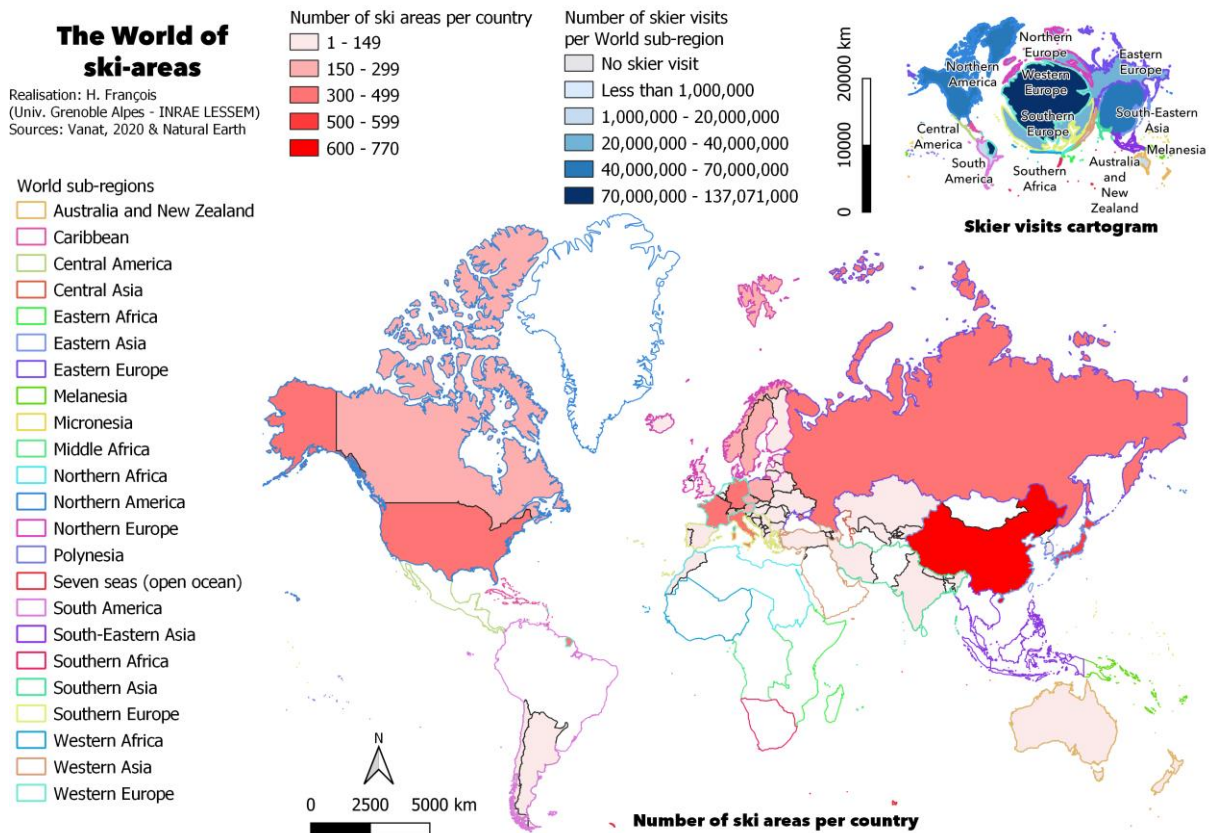 The World of
ski-areas
Realisation: H. François
(Univ. Grenoble Alpes - INRAE LESSEM)
Sources: Vanat, 2020 & Natural Earth
Number of ski areas per country
1 - 149
150 - 299
300 - 499
500 - 599
600 - 770
Number of skier visits
per World sub-region
No skier visit
Less than 1,000,000
1,000,000 - 20,000,000
20,000,000 - 40,000,000
40,000,000 - 70,000,000
70,000,000 - 137,071,000
0 10000 20000 km
Northern
Europe
Eastern
Europe
Northern
America
Western
Europe
Southern
Europe
South-Eastern
Asia
Central
America
Melanesia
South
America
Southern
Africa
Australia
and
New
Zealand
Skier visits cartogram
World sub-regions
Australia and New Zealand
Caribbean
Central America
Central Asia
Eastern Africa
Eastern Asia
Eastern Europe
Melanesia
Micronesia
Middle Africa
Northern Africa
Northern America
Northern Europe
Polynesia
Seven seas (open ocean)
South America
South-Eastern Asia
Southern Africa
Southern Asia
Southern Europe
Western Africa
Western Asia
Western Europe
N
0 2500 5000 km
Number of ski areas per country